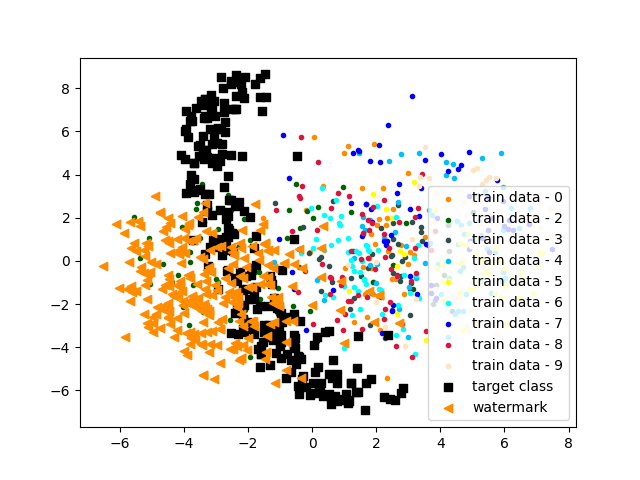 8
6
4
2
0
−2
−4
−6
−6
−4
−2
0
2
4
6
8
train data - 0
train data - 2
train data - 3
train data - 4
train data - 5
train data - 6
train data - 7
train data - 8
train data - 9
target class
watermark